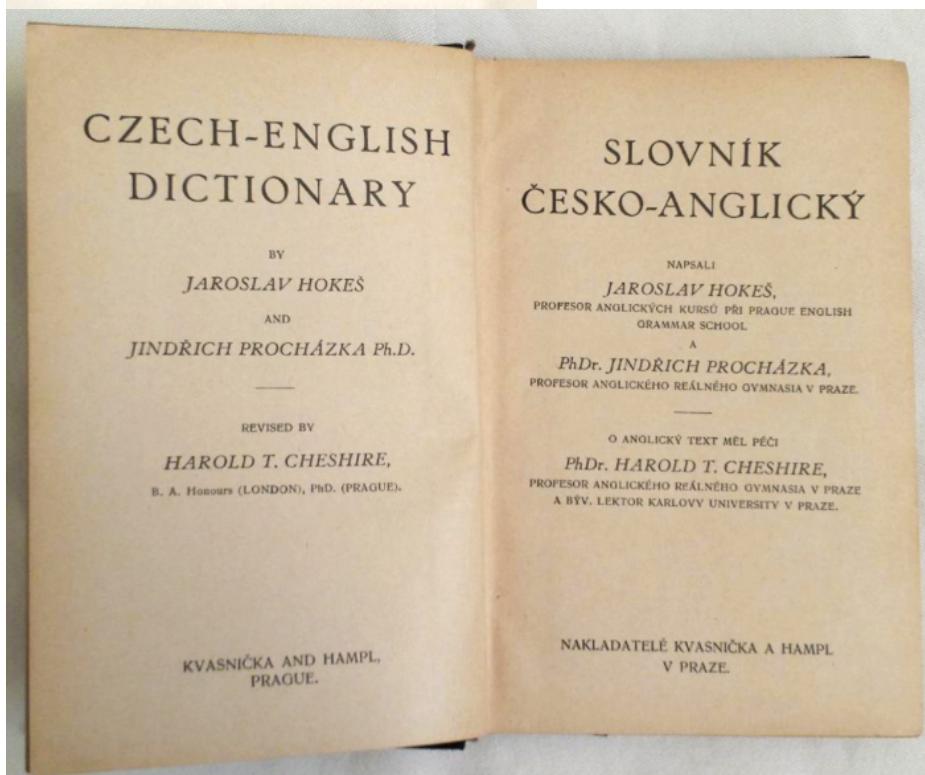 CZECH-ENGLISH
DICTIONARY
BY
JAROSLAV HOKEŠ
AND
JINDŘICH PROCHÁZKA Ph.D.
REVISED BY
HAROLD T. CHESHIRE,
B. A. Honours (LONDON), PhD. (PRAGUE).
KVASNIČKA AND HAMPL,
PRAGUE.
SLOVNÍK
ČESKO-ANGLICKÝ
NAPSALI
JAROSLAV HOKEŠ,
PROFESOR ANGLICKÝCH KURSŮ PŘI PRAGUE ENGLISH
GRAMMAR SCHOOL
A
PhDr. JINDŘICH PROCHÁZKA,
PROFESOR ANGLICKÉHO REÁLNÉHO GYMNASIA V PRAZE.
O ANGLICKÝ TEXT MĚL PÉČI
PhDr. HAROLD T. CHESHIRE,
PROFESOR ANGLICKÉHO REÁLNÉHO GYMNASIA V PRAZE
A BÝV. LEKTOR KARLOVY UNIVERSITY V PRAZE.
NAKLADATELÉ KVASNIČKA A HAMPL
V PRAZE.